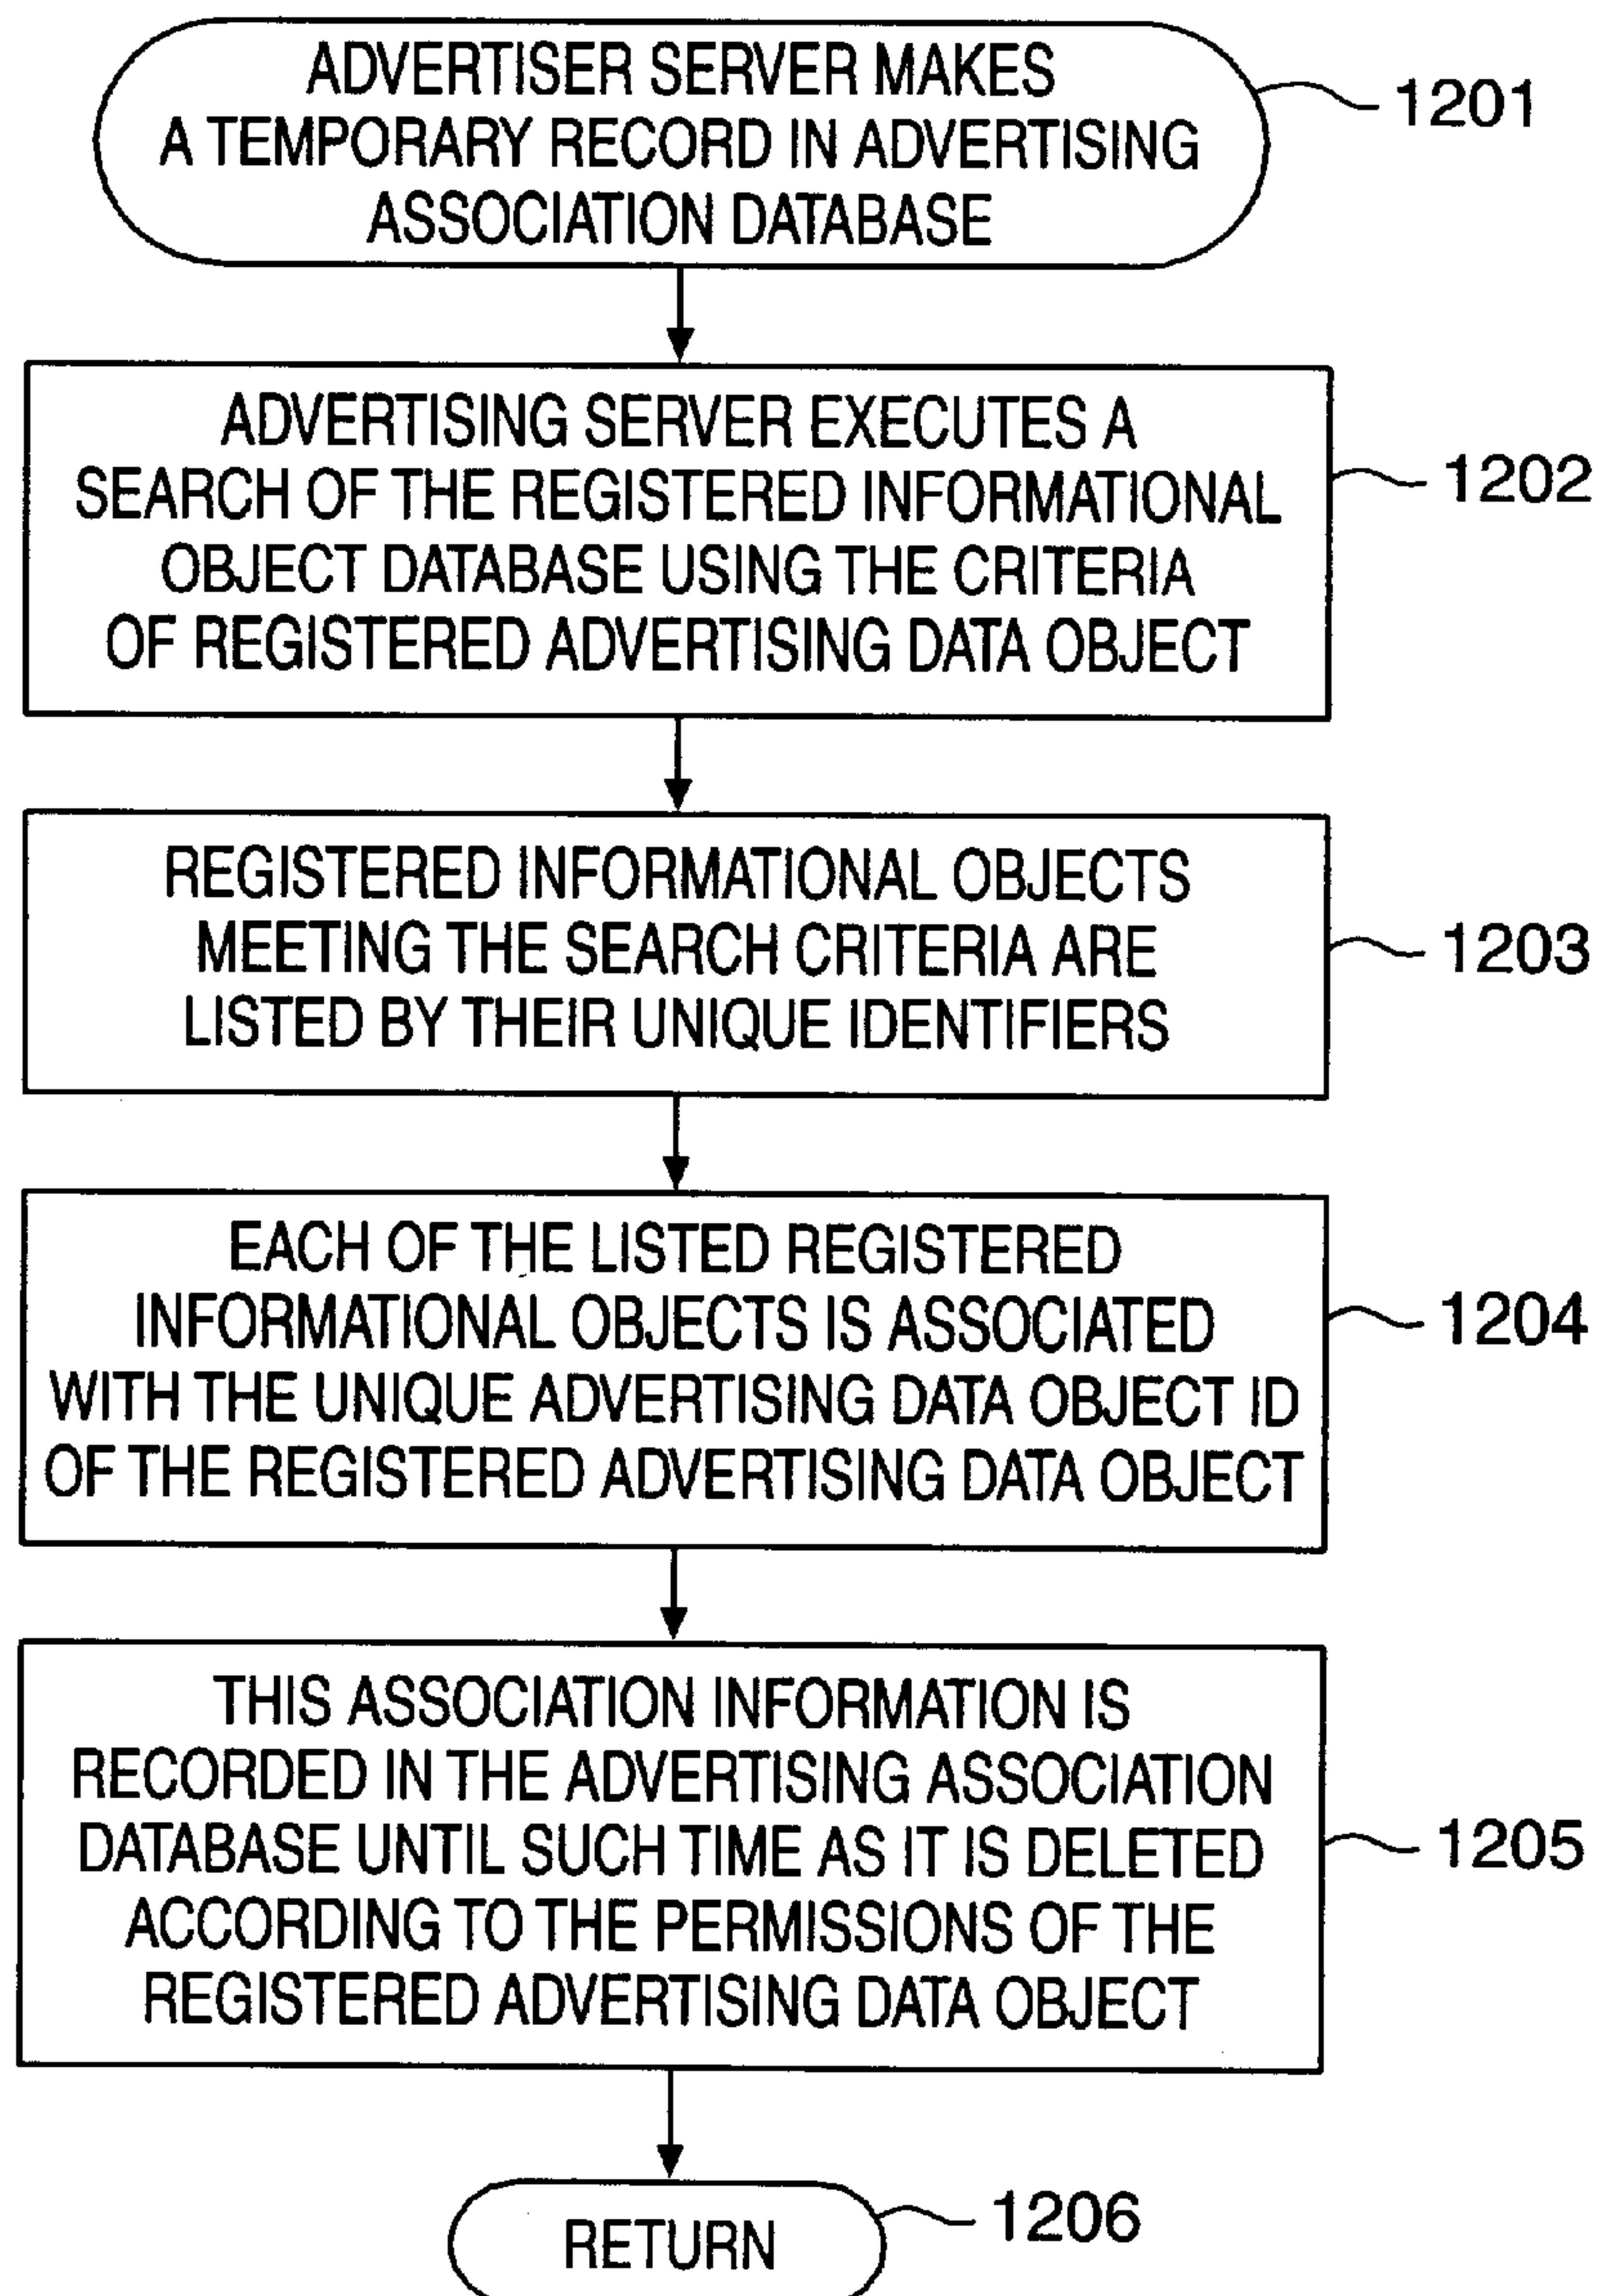 ADVERTISER SERVER MAKES
A TEMPORARY RECORD IN ADVERTISING
ASSOCIATION DATABASE
1201
ADVERTISING SERVER EXECUTES A
SEARCH OF THE REGISTERED INFORMATIONAL
OBJECT DATABASE USING THE CRITERIA
OF REGISTERED ADVERTISING DATA OBJECT
1202
REGISTERED INFORMATIONAL OBJECTS
MEETING THE SEARCH CRITERIA ARE
LISTED BY THEIR UNIQUE IDENTIFIERS
1203
EACH OF THE LISTED REGISTERED
INFORMATIONAL OBJECTS IS ASSOCIATED
WITH THE UNIQUE ADVERTISING DATA OBJECT ID
OF THE REGISTERED ADVERTISING DATA OBJECT
1204
THIS ASSOCIATION INFORMATION IS
RECORDED IN THE ADVERTISING ASSOCIATION
DATABASE UNTIL SUCH TIME AS IT IS DELETED
ACCORDING TO THE PERMISSIONS OF THE
REGISTERED ADVERTISING DATA OBJECT
1205
RETURN
1206